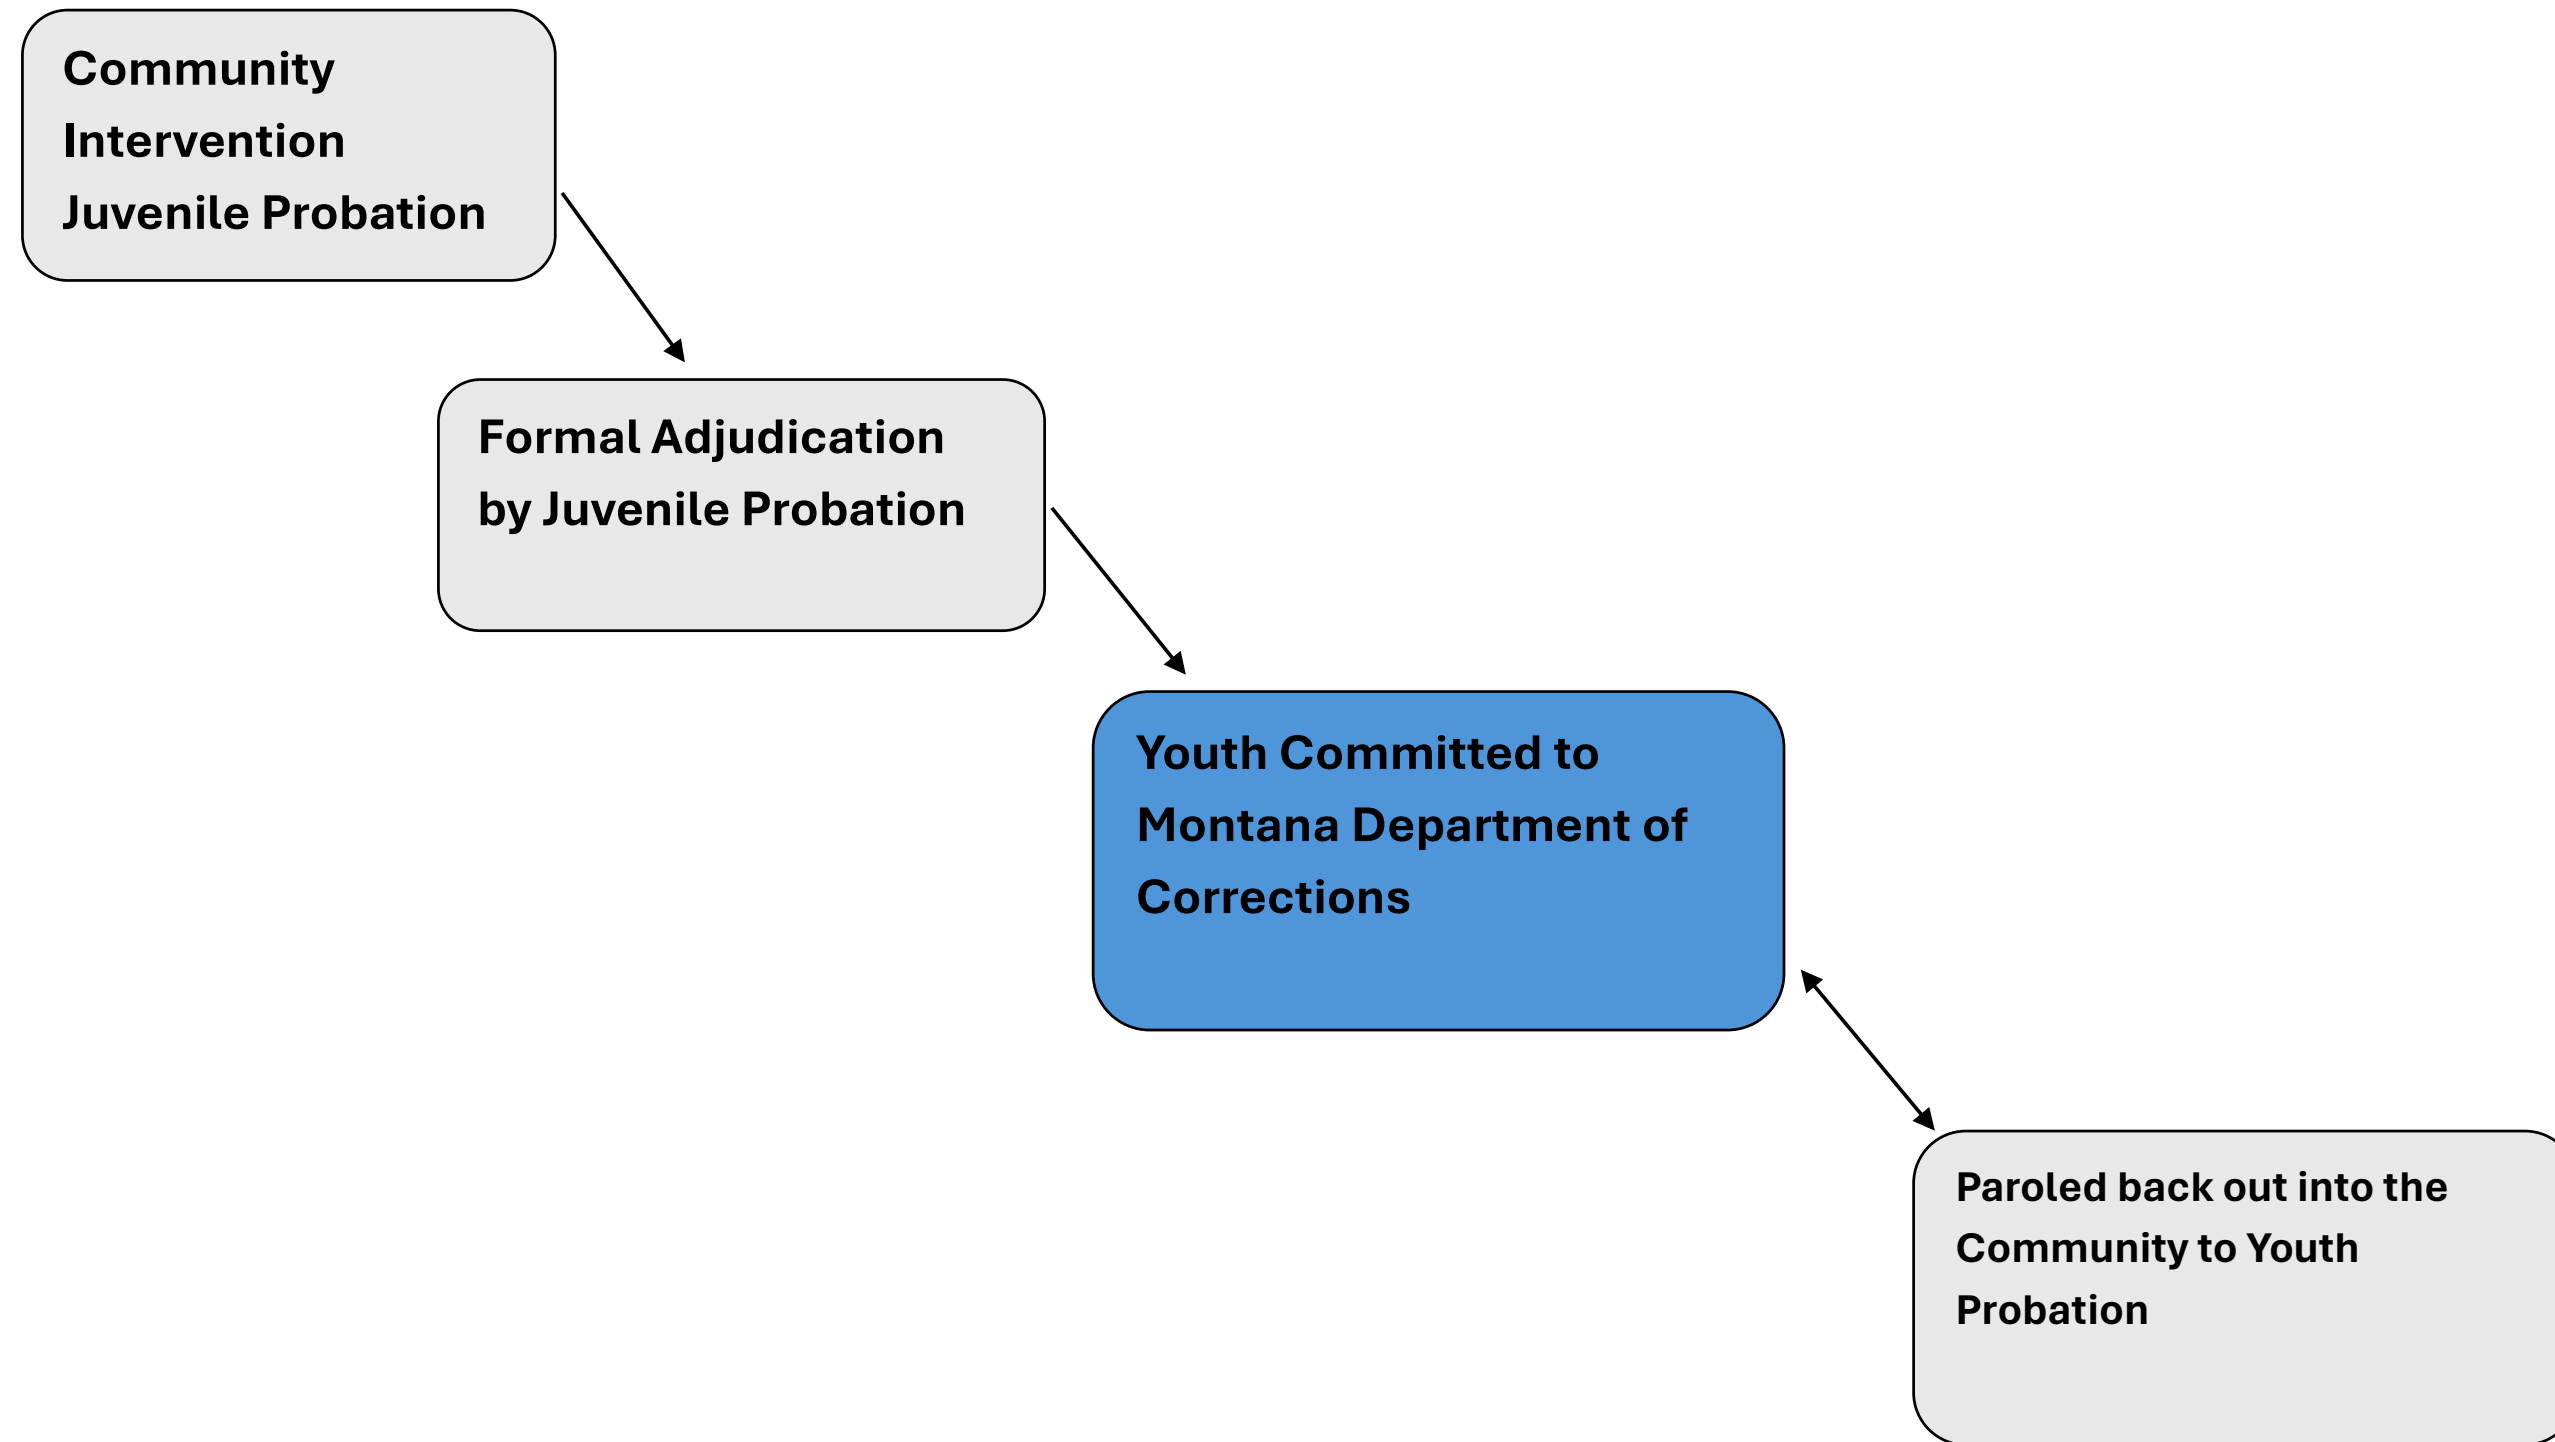 Community
Intervention
Juvenile Probation
Formal Adjudication
by Juvenile Probation
Youth Committed to
Montana Department of
Corrections
Paroled back out into the
Community to Youth
Probation